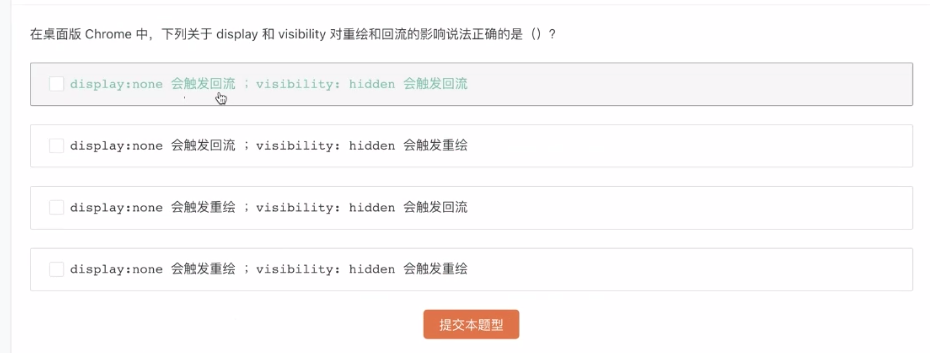 在桌面版 Chrome 中，下列关于 display 和 visibility 对重绘和回流的影响说法正确的是（）?
display:none 会触发回流 ；visibility: hidden 会触发回流
display:none 会触发回流 ；visibility: hidden 会触发重绘
display:none 会触发重绘 ；visibility: hidden 会触发回流
display:none 会触发重绘 ；visibility: hidden 会触发重绘
提交本题型